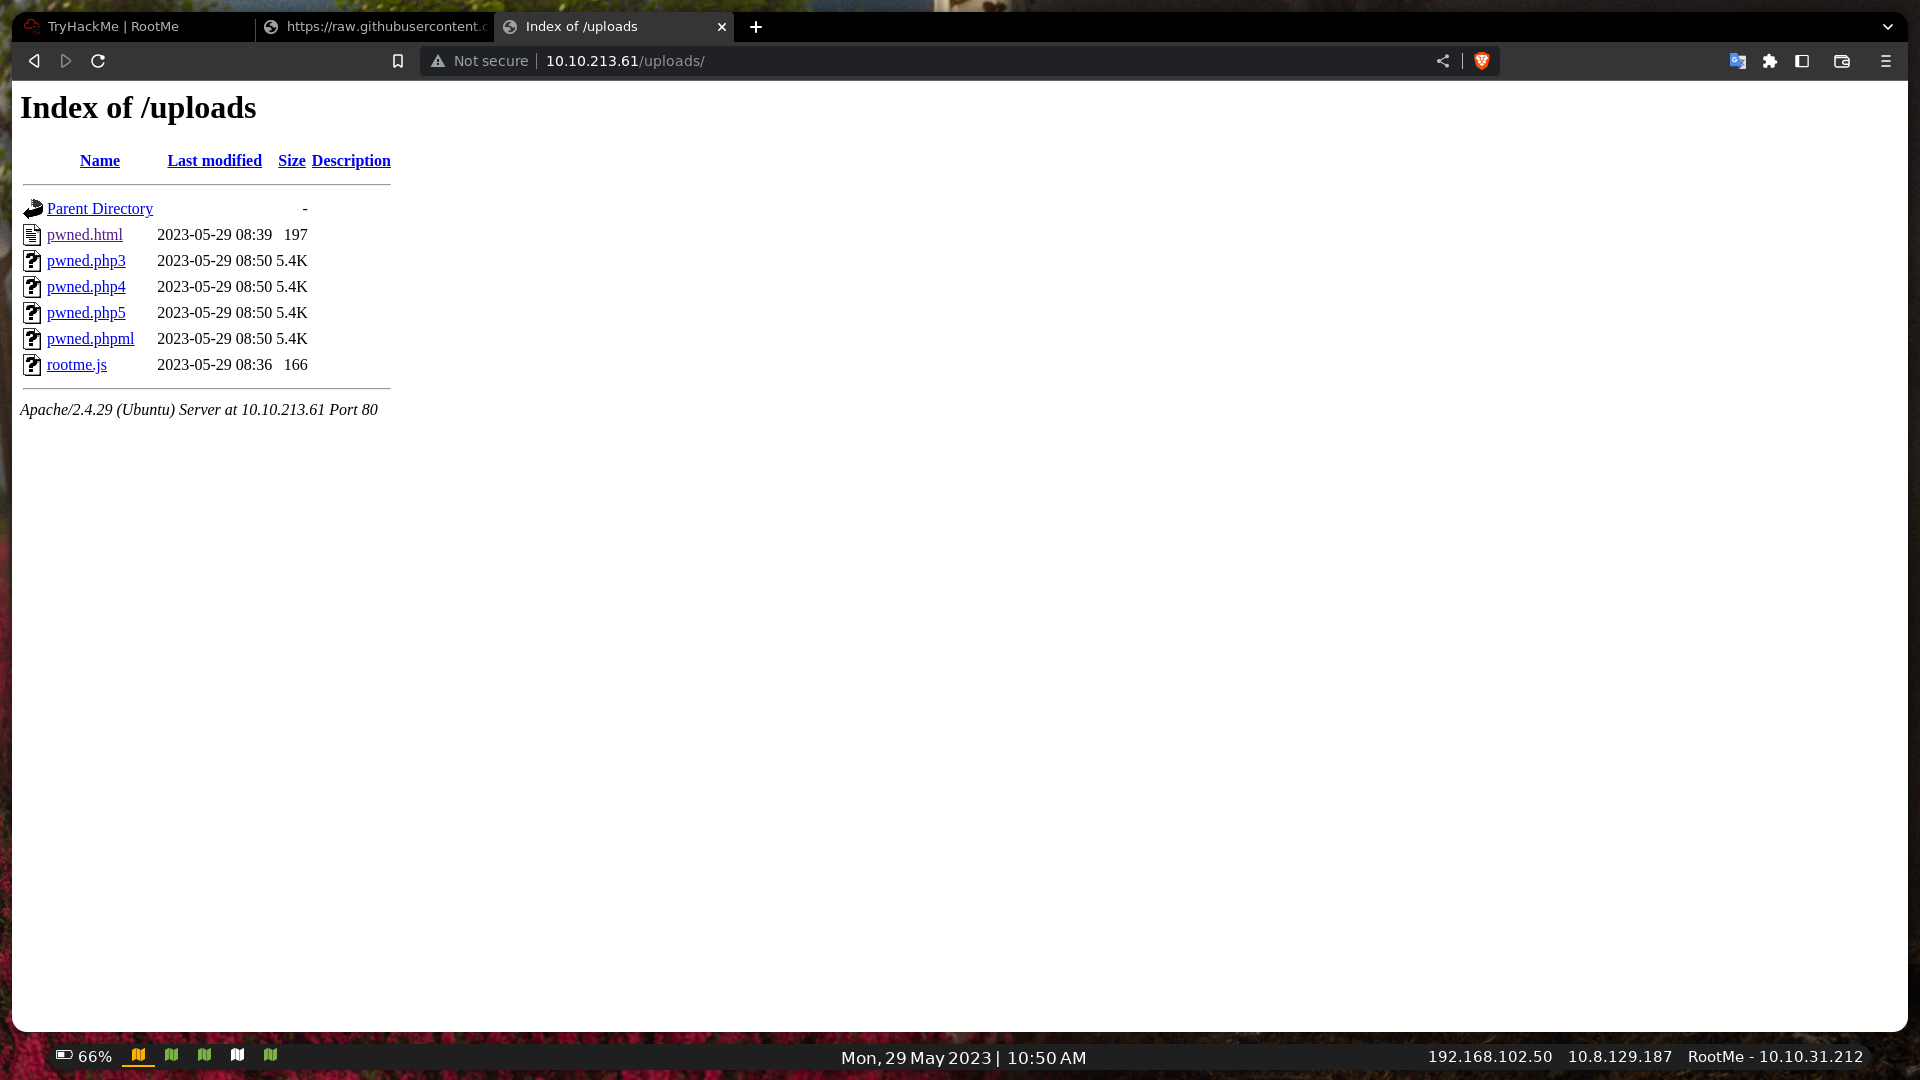 TryHackMe | RootMe
https://raw.githubusercontent.c
Index of /uploads
Not secure
10.10.213.61/uploads/
Index of /uploads
Name Last modified Size Description
Parent Directory -
pwned.html 2023-05-29 08:39 197
pwned.php3 2023-05-29 08:50 5.4K
pwned.php4 2023-05-29 08:50 5.4K
pwned.php5 2023-05-29 08:50 5.4K
pwned.phpml 2023-05-29 08:50 5.4K
rootme.js 2023-05-29 08:36 166
Apache/2.4.29 (Ubuntu) Server at 10.10.213.61 Port 80
66% Mon, 29 May 2023 | 10:50 AM 192.168.102.50 10.8.129.187 RootMe - 10.10.31.212